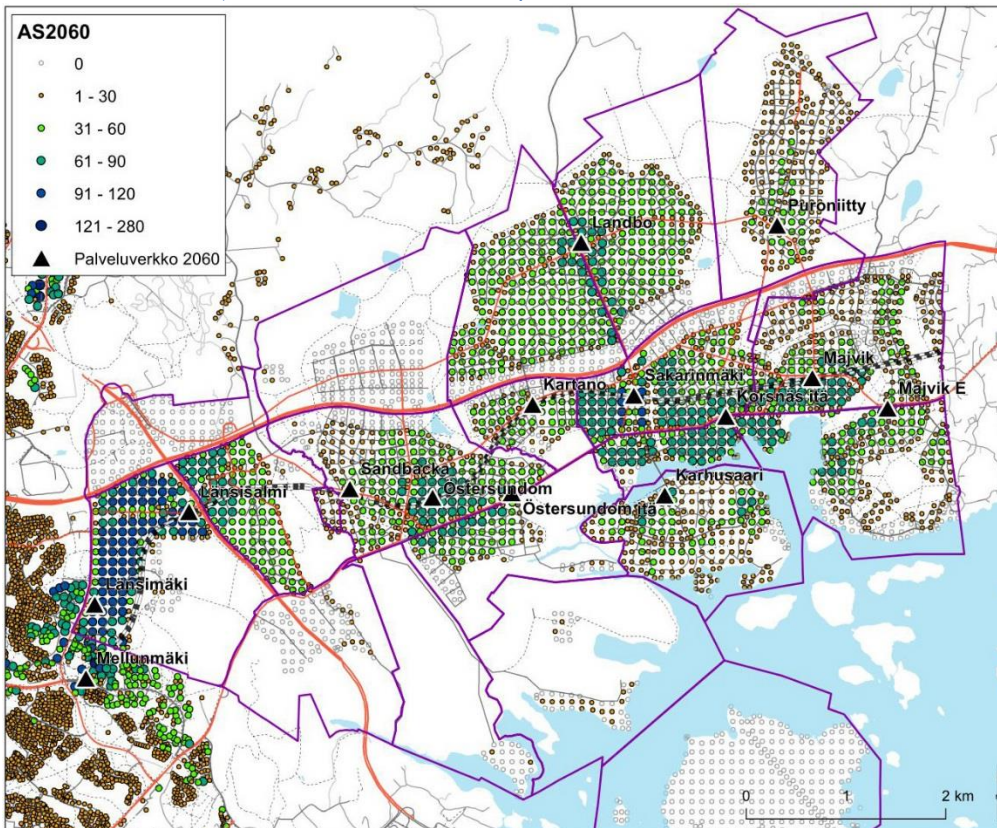 AS2060
0
1 - 30
31 - 60
61 - 90
91 - 120
121 - 280
Palveluverkko 2060
Puroniitty
Landbo
Majvik
Sakarinmäki
Kartano
Majvik E
Korsnäs itä
Karhusaari
Sandbacka
Östersundom
Östersundom itä
Länsisalmi
Länsimäki
Mellunmäki
0 1 2 km